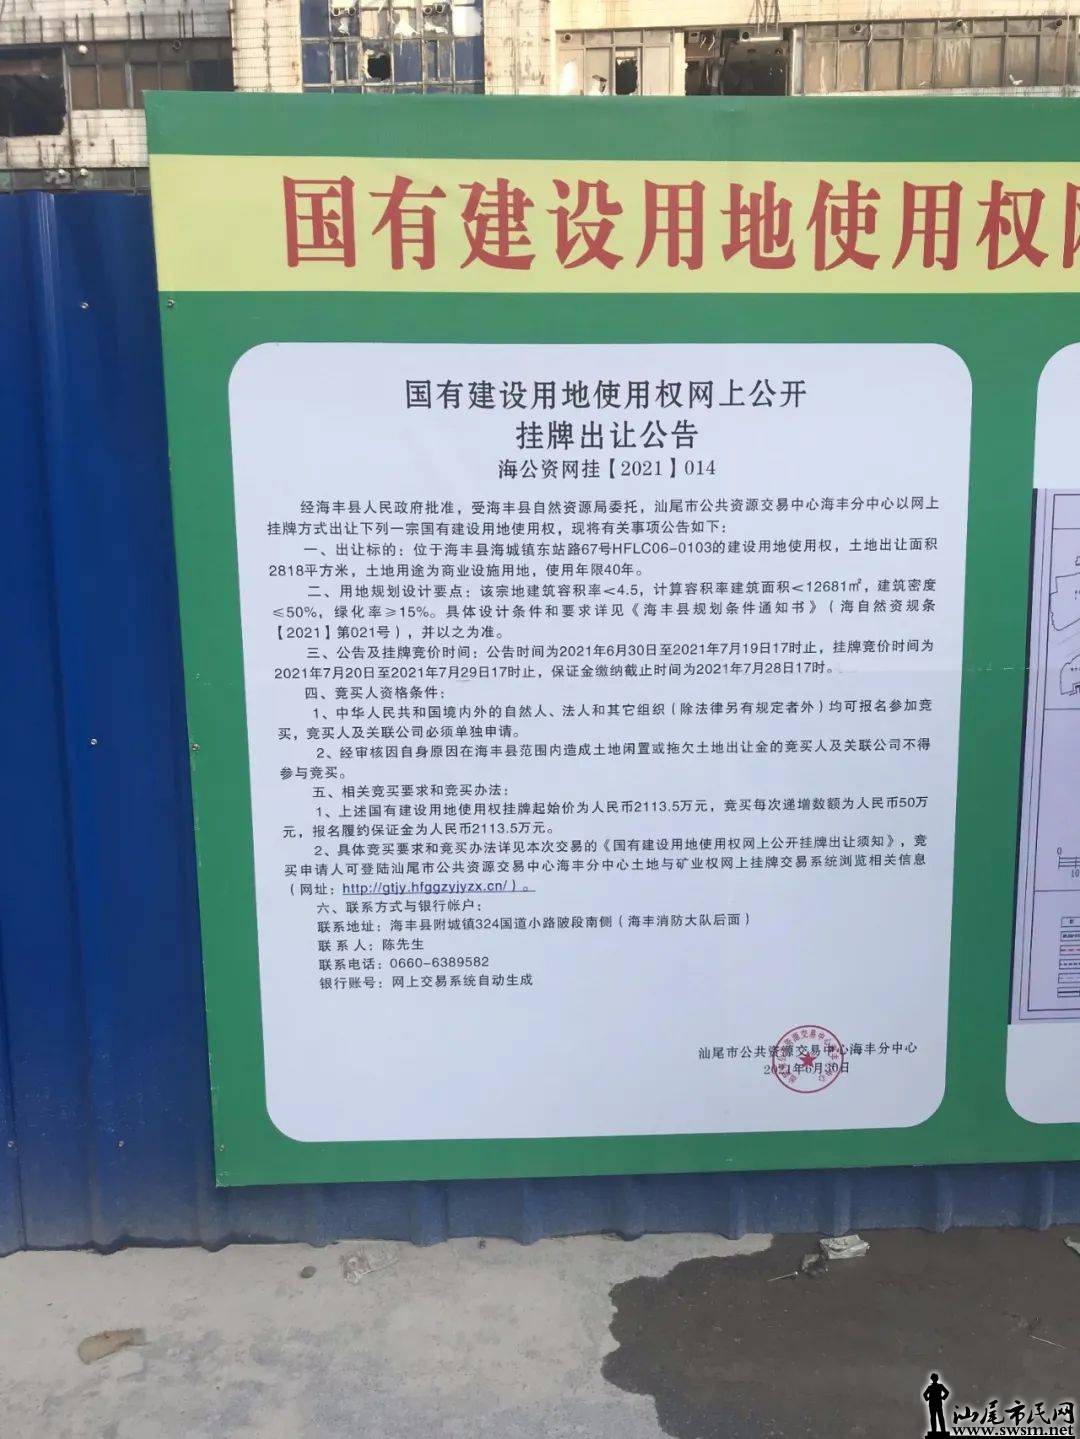 国有建设用地使用权网
国有建设用地使用权网上公开
挂牌出让公告
海公资网挂【2021】014
经海丰县人民政府批准，受海丰县自然资源局委托，汕尾市公共资源交易中心海丰分中心以网上
挂牌方式出让下列一宗国有建设用地使用权，现将有关事项公告如下：
一、出让标的：位于海丰县海城镇东站路67号HFLC06-0103的建设用地使用权，土地出让面积
2818平方米，土地用途为商业设施用地，使用年限40年。
二、用地规划设计要点：该宗地建筑容积率＜4.5，计算容积率建筑面积＜12681㎡，建筑密度
≤50%，绿化率≥15%。具体设计条件和要求详见《海丰县规划条件通知书》（海自然资规条
【2021】第021号），并以之为准。
三、公告及挂牌竞价时间：公告时间为2021年6月30日至2021年7月19日17时止，挂牌竞价时间为
2021年7月20日至2021年7月29日17时止，保证金缴纳截止时间为2021年7月28日17时。
四、竞买人资格条件：
1、中华人民共和国境内外的自然人、法人和其它组织（除法律另有规定者外）均可报名参加竞
买，竞买人及关联公司必须单独申请。
2、经审核因自身原因在海丰县范围内造成土地闲置或拖欠土地出让金的竞买人及关联公司不得
参与竞买。
五、相关竞买要求和竞买办法：
1、上述国有建设用地使用权挂牌起始价为人民币2113.5万元，竞买每次递增数额为人民币50万
元，报名履约保证金为人民币2113.5万元。
2、具体竞买要求和竞买办法详见本次交易的《国有建设用地使用权网上公开挂牌出让须知》，竞
买申请人可登陆汕尾市公共资源交易中心海丰分中心土地与矿业权网上挂牌交易系统浏览相关信息
（网址：http://gtjy.hfggzyjyzx.cn/）。
六、联系方式与银行帐户：
联系地址：海丰县附城镇324国道小路陂段南侧（海丰消防大队后面）
联 系 人：陈先生
联系电话：0660-6389582
银行账号：网上交易系统自动生成
汕尾市公共资源交易中心海丰分中心
2021年6月30日
0
10
汕尾市民网
www.swsm.net